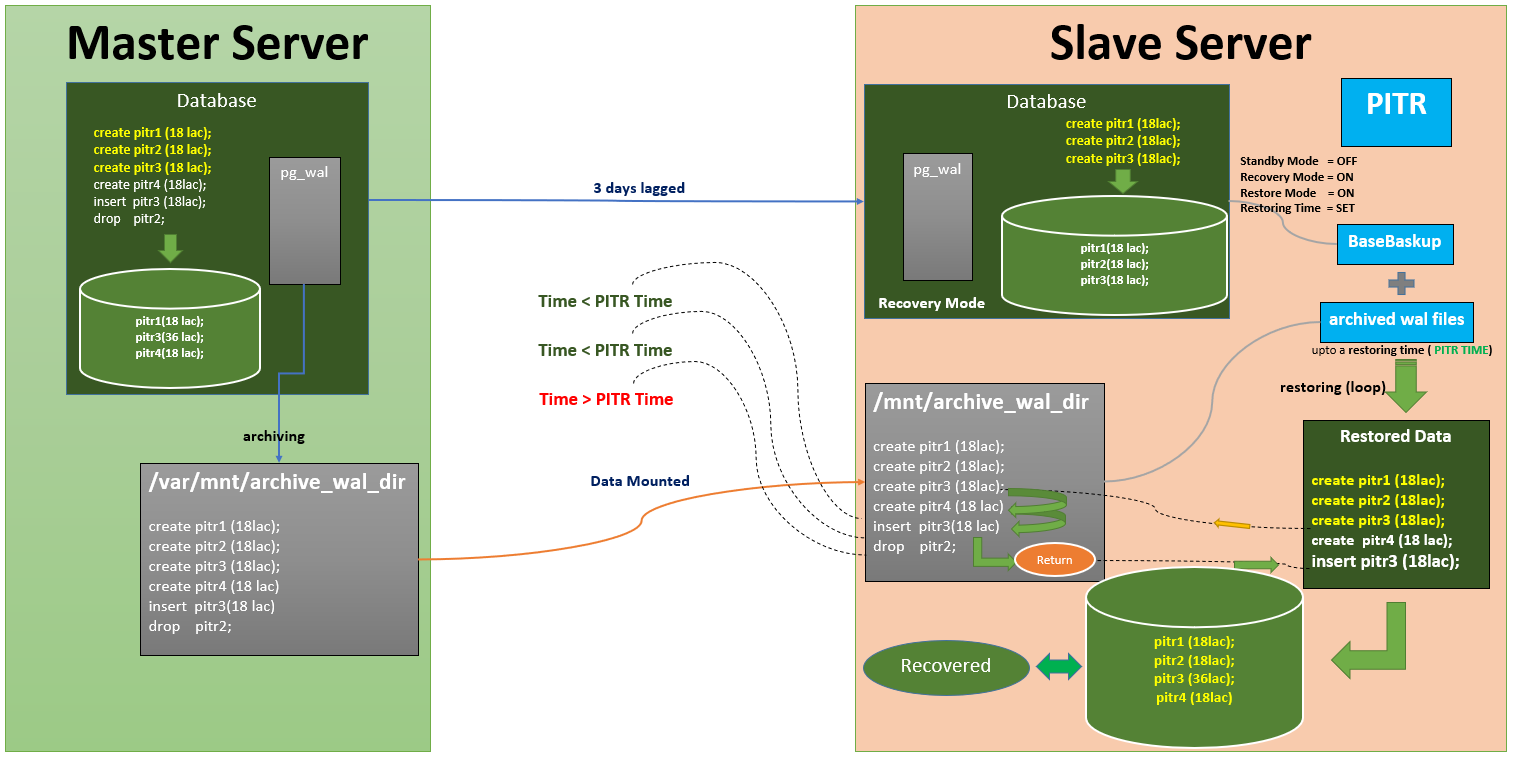 Master Server
Database
create pitr1 (18 lac);
create pitr2 (18 lac);
create pitr3 (18 lac);
create pitr4 (18lac);
insert pitr3 (18lac);
drop pitr2;
pg_wal
pitr1(18 lac);
pitr3(36 lac);
pitr4(18 lac);
archiving
/var/mnt/archive_wal_dir
create pitr1 (18lac);
create pitr2 (18lac);
create pitr3 (18lac);
create pitr4 (18 lac)
insert pitr3(18 lac)
drop pitr2;
3 days lagged
Time < PITR Time
Time < PITR Time
Time > PITR Time
Data Mounted
Slave Server
Database
create pitr1 (18lac);
create pitr2 (18lac);
create pitr3 (18lac);
pg_wal
pitr1(18 lac);
pitr2(18 lac);
pitr3(18 lac);
Recovery Mode
PITR
Standby Mode = OFF
Recovery Mode = ON
Restore Mode = ON
Restoring Time = SET
BaseBaskup
archived wal files
upto a restoring time ( PITR TIME)
restoring (loop)
/mnt/archive_wal_dir
create pitr1 (18lac);
create pitr2 (18lac);
create pitr3 (18lac);
create pitr4 (18 lac)
insert pitr3(18 lac)
drop pitr2;
Return
Restored Data
create pitr1 (18lac);
create pitr2 (18lac);
create pitr3 (18lac);
create pitr4 (18 lac);
insert pitr3 (18lac);
Recovered
pitr1 (18lac);
pitr2 (18lac);
pitr3 (36lac);
pitr4 (18lac)